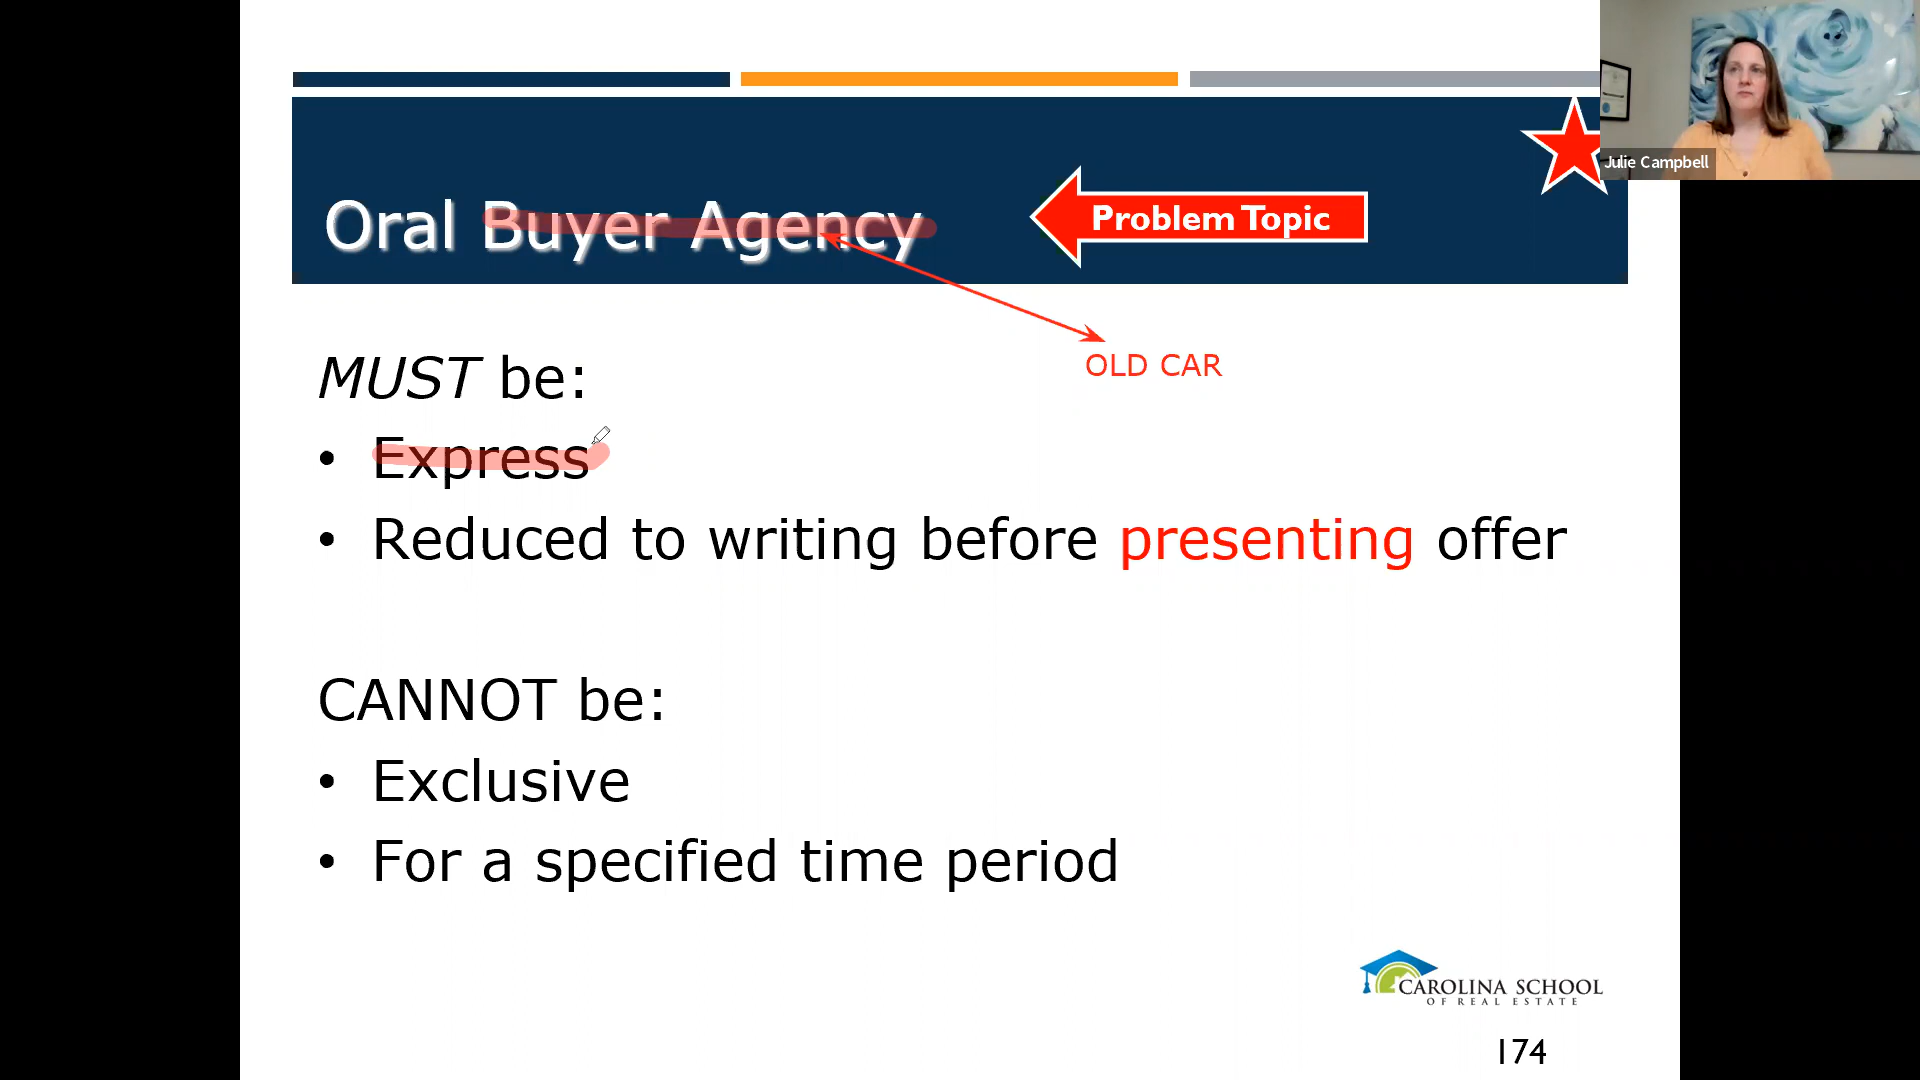 Julie Campbell
Oral Buyer Agency
Problem Topic
OLD CAR
MUST be:
• Express
• Reduced to writing before presenting offer
CANNOT be:
• Exclusive
• For a specified time period
CAROLINA SCHOOL
OF REAL ESTATE
174